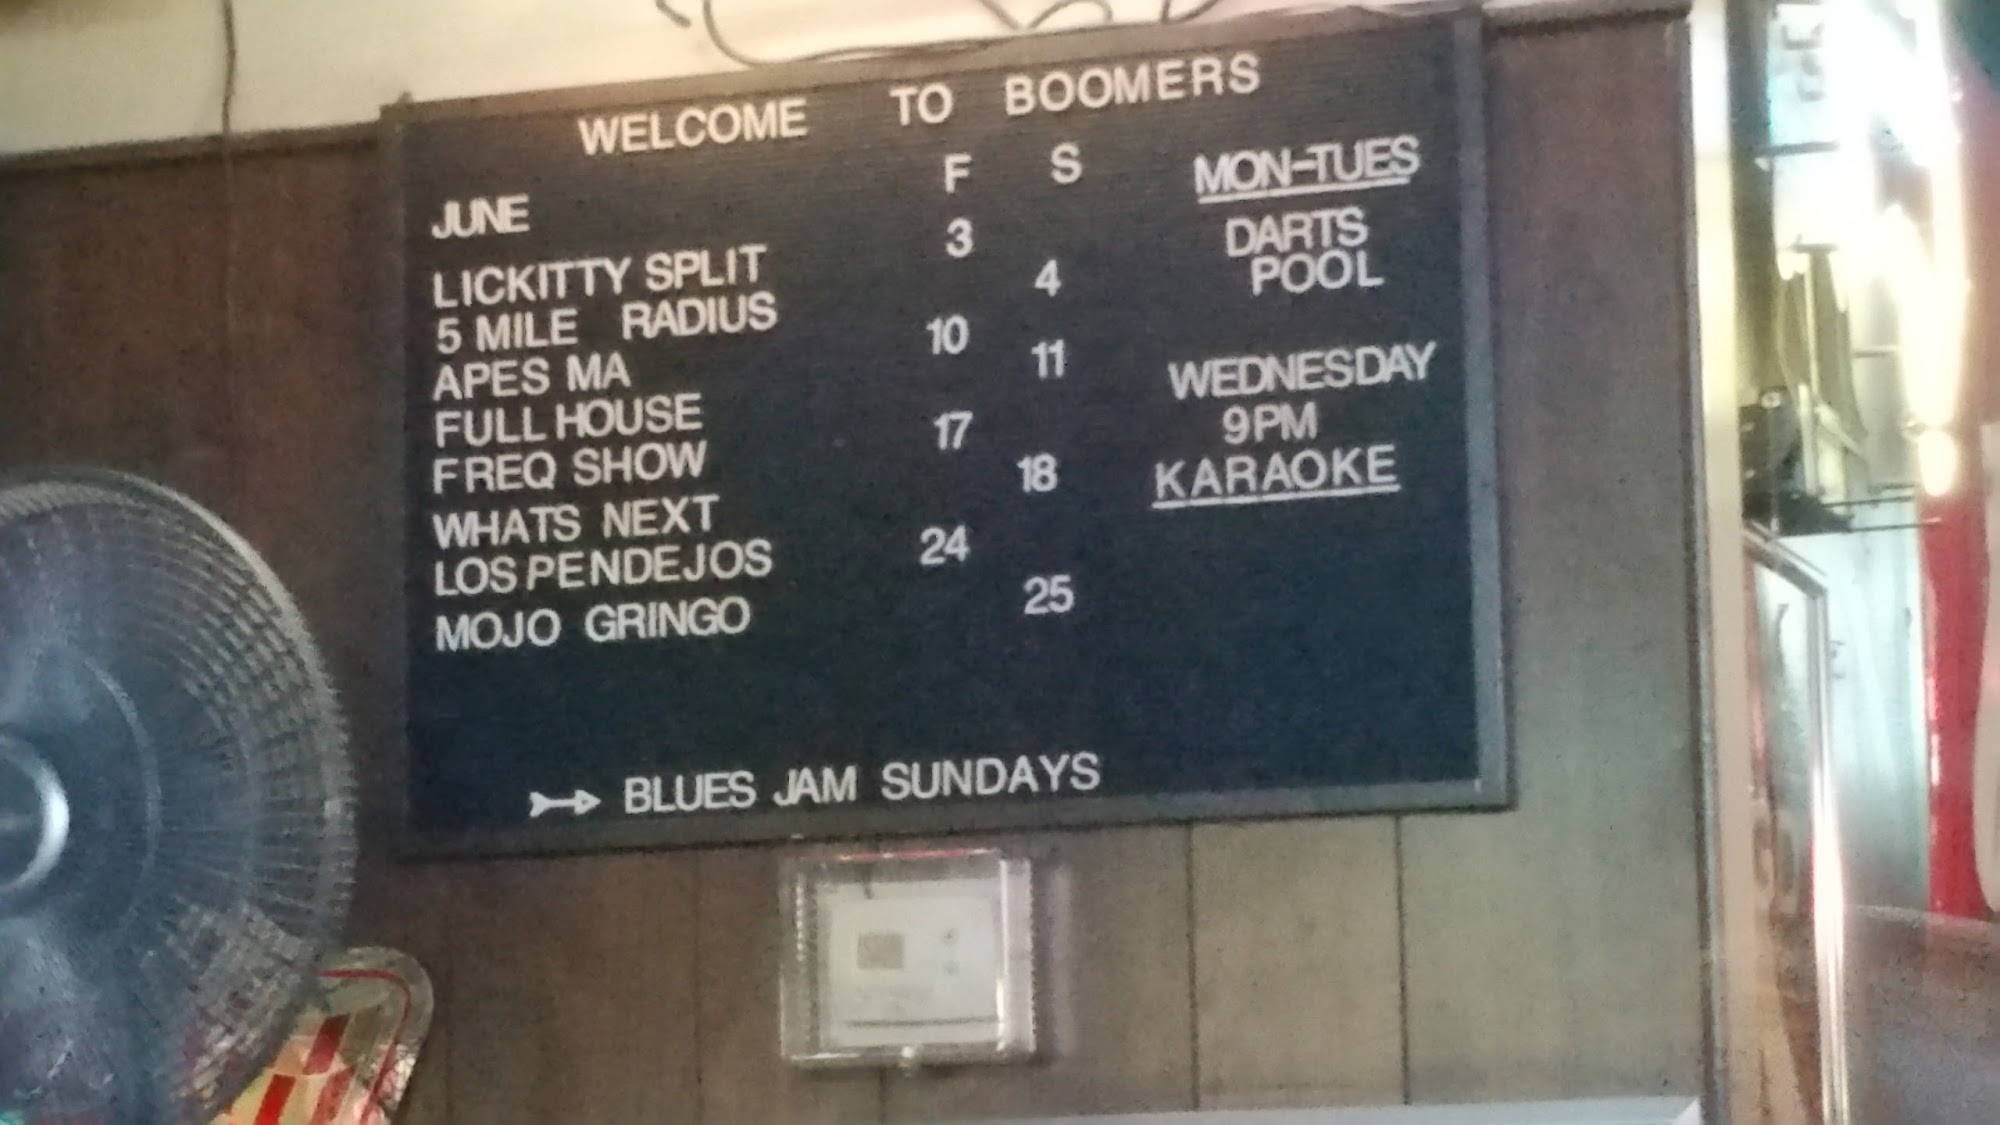 WELCOME TO BOOMERS
F S
JUNE
LICKITTY SPLIT 3
5 MILE RADIUS 4
APES MA 10
FULL HOUSE 11
FREQ SHOW 17
WHATS NEXT 18
LOS PENDEJOS 24
MOJO GRINGO 25
MON-TUES
DARTS
POOL
WEDNESDAY
9PM
KARAOKE
BLUES JAM SUNDAYS